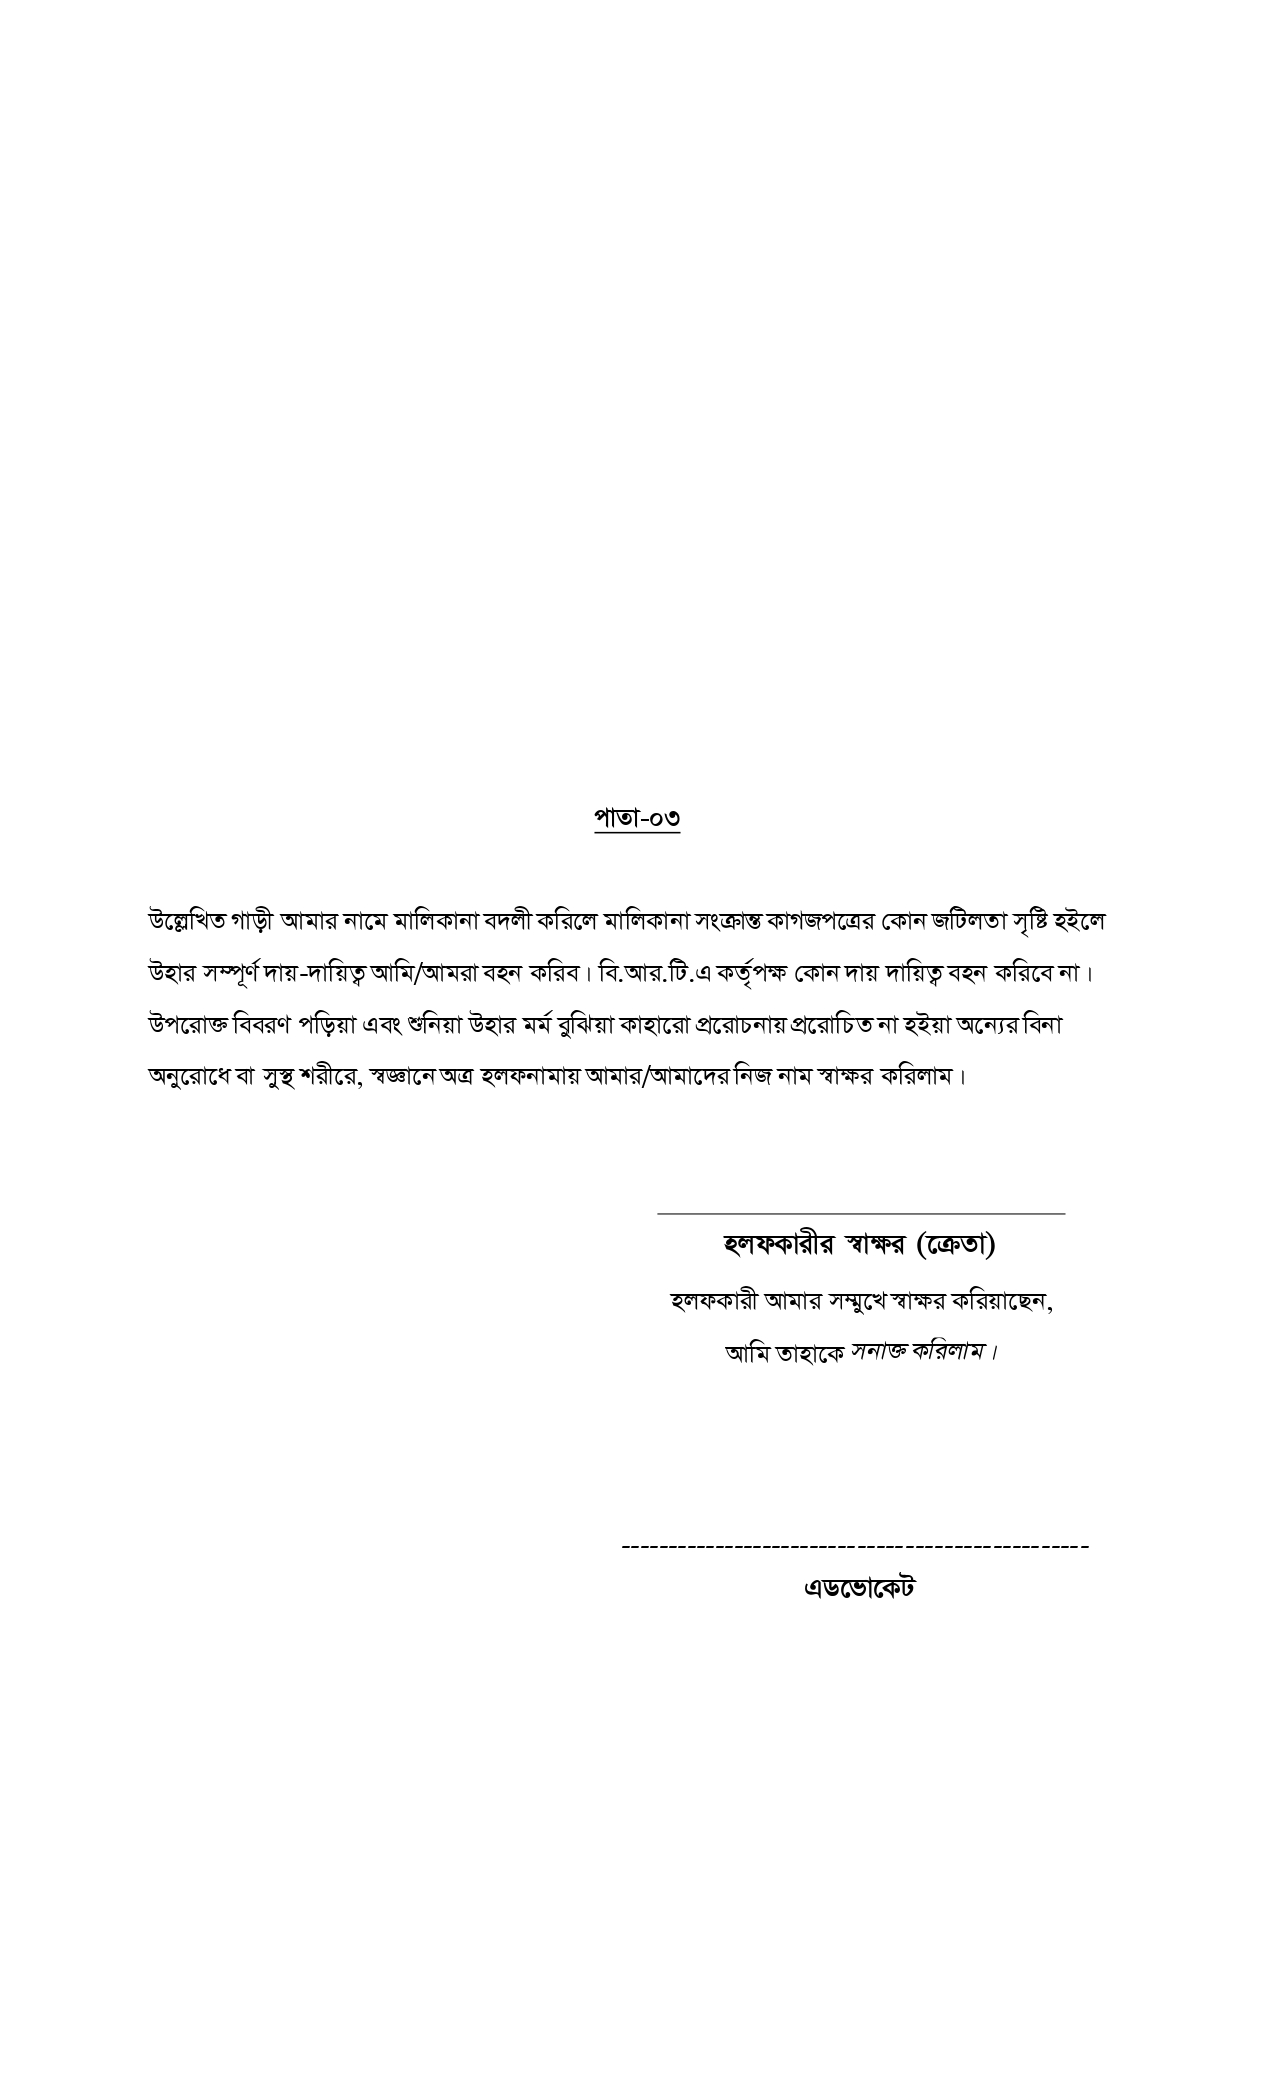 পাতা-০৩
উল্লেখিত গাড়ী আমার নামে মালিকানা বদলী করিলে মালিকানা সংক্রান্ত কাগজপত্রের কোন জটিলতা সৃষ্টি হইলে
উহার সম্পূর্ণ দায়-দায়িত্ব আমি/আমরা বহন করিব। বি.আর.টি.এ কর্তৃপক্ষ কোন দায় দায়িত্ব বহন করিবে না।
উপরোক্ত বিবরণ পড়িয়া এবং শুনিয়া উহার মর্ম বুঝিয়া কাহারো প্ররোচনায় প্ররোচিত না হইয়া অন্যের বিনা
অনুরোধে বা সুস্থ শরীরে, স্বজ্ঞানে অত্র হলফনামায় আমার/আমাদের নিজ নাম স্বাক্ষর করিলাম।
হলফকারীর স্বাক্ষর (ক্রেতা)
হলফকারী আমার সম্মুখে স্বাক্ষর করিয়াছেন,
আমি তাহাকে সনাক্ত করিলাম।
--------------------------------------------------
এডভোকেট